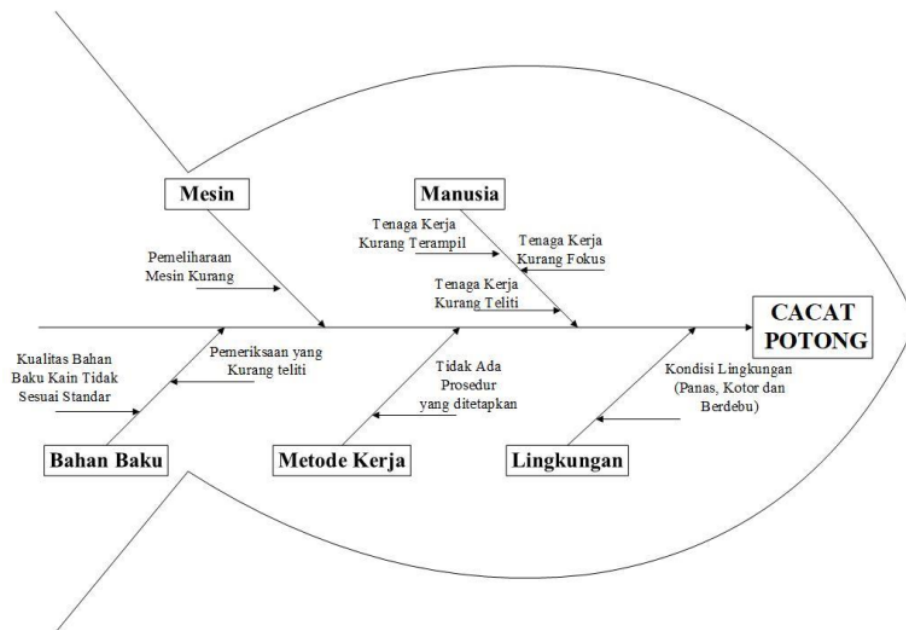 Mesin
Manusia
Tenaga Kerja
Kurang Terampil
Tenaga Kerja
Kurang Fokus
Pemeliharaan
Mesin Kurang
Tenaga Kerja
Kurang Teliti
CACAT
POTONG
Kualitas Bahan
Baku Kain Tidak
Sesuai Standar
Pemeriksaan yang
Kurang teliti
Tidak Ada
Prosedur
yang ditetapkan
Kondisi Lingkungan
(Panas, Kotor dan
Berdebu)
Bahan Baku
Metode Kerja
Lingkungan